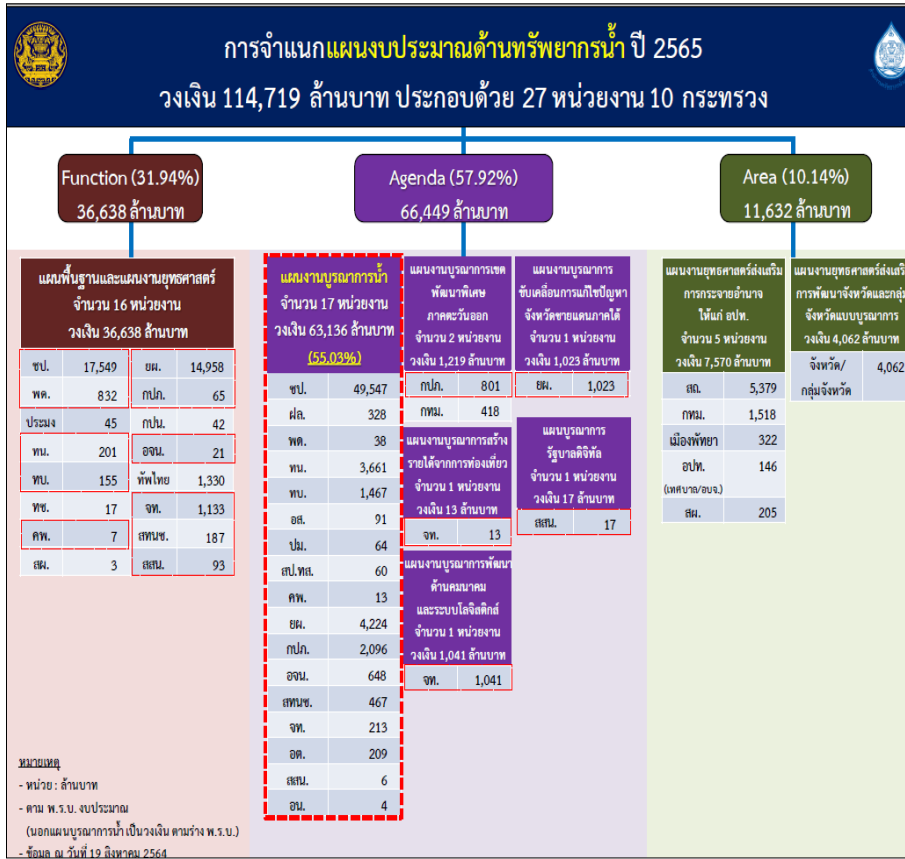 การจำแนกแผนงบประมาณด้านทรัพยากรน้ำ ปี 2565
วงเงิน 114,719 ล้านบาท ประกอบด้วย 27 หน่วยงาน 10 กระทรวง
Function (31.94%)
36,638 ล้านบาท
Agenda (57.92%)
66,449 ล้านบาท
Area (10.14%)
11,632 ล้านบาท
แผนพื้นฐานและแผนงานยุทธศาสตร์
จำนวน 16 หน่วยงาน
วงเงิน 36,638 ล้านบาท
ชป. 17,549 ยผ. 14,958
พด. 832 กปภ. 65
ประมง 45 กปน. 42
ทน. 201 อจน. 21
ทบ. 155 ทัพไทย 1,330
ทช. 17 จท. 1,133
คพ. 7 สทนช. 187
สผ. 3 สสน. 93
แผนงานบูรณาการน้ำ
จำนวน 17 หน่วยงาน
วงเงิน 63,136 ล้านบาท
(55.03%)
ชป. 49,547
ฝล. 328
พด. 38
ทน. 3,661
ทบ. 1,467
อส. 91
ปม. 64
สป.ทส. 60
คพ. 13
ยผ. 4,224
กปภ. 2,096
อจน. 648
สทนช. 467
จท. 213
อต. 209
สสน. 6
อน. 4
แผนงานบูรณาการเขต
พัฒนาพิเศษ
ภาคตะวันออก
จำนวน 2 หน่วยงาน
วงเงิน 1,219 ล้านบาท
กปภ. 801
กทม. 418
แผนงานบูรณาการสร้าง
รายได้จากการท่องเที่ยว
จำนวน 1 หน่วยงาน
วงเงิน 13 ล้านบาท
จท. 13
แผนงานบูรณาการพัฒนา
ด้านคมนาคม
และระบบโลจิสติกส์
จำนวน 1 หน่วยงาน
วงเงิน 1,041 ล้านบาท
จท. 1,041
แผนงานบูรณาการ
ขับเคลื่อนการแก้ไขปัญหา
จังหวัดชายแดนภาคใต้
จำนวน 1 หน่วยงาน
วงเงิน 1,023 ล้านบาท
ยผ. 1,023
แผนบูรณาการ
รัฐบาลดิจิทัล
จำนวน 1 หน่วยงาน
วงเงิน 17 ล้านบาท
สสน. 17
แผนงานยุทธศาสตร์ส่งเสริม
การกระจายอำนาจ
ให้แก่ อปท.
จำนวน 5 หน่วยงาน
วงเงิน 7,570 ล้านบาท
สถ. 5,379
กทม. 1,518
เมืองพัทยา 322
อปท. 146
(เทศบาล/อบจ.)
สผ. 205
แผนงานยุทธศาสตร์ส่งเสริ
การพัฒนาจังหวัดและกลุ่ม
จังหวัดแบบบูรณาการ
วงเงิน 4,062 ล้านบาท
จังหวัด/ 4,062
กลุ่มจังหวัด
หมายเหตุ
- หน่วย : ล้านบาท
- ตาม พ.ร.บ. งบประมาณ
(นอกแผนบูรณาการน้ำ เป็นวงเงิน ตามร่าง พ.ร.บ.)
- ข้อมูล ณ วันที่ 19 สิงหาคม 2564